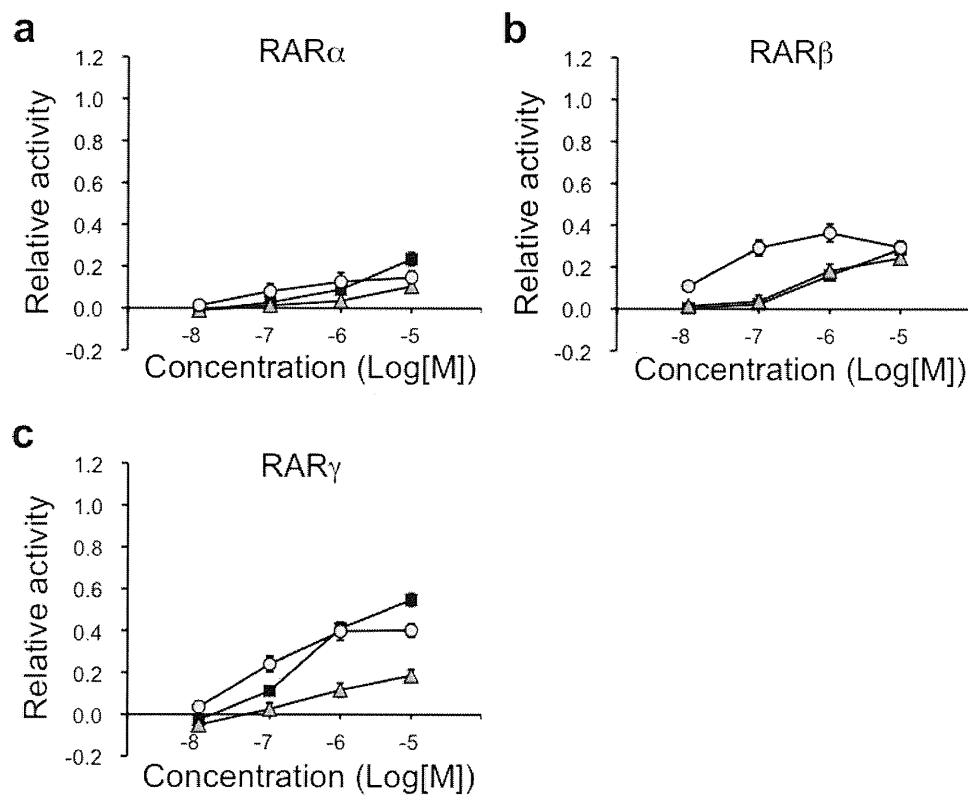 a
RARα
1.2
1.0
0.8
0.6
0.4
0.2
0.0
-0.2
Relative activity
-8 -7 -6 -5
Concentration (Log[M])
b
RARβ
1.2
1.0
0.8
0.6
0.4
0.2
0.0
-0.2
Relative activity
-8 -7 -6 -5
Concentration (Log[M])
c
RARγ
1.2
1.0
0.8
0.6
0.4
0.2
0.0
-0.2
Relative activity
-8 -7 -6 -5
Concentration (Log[M])